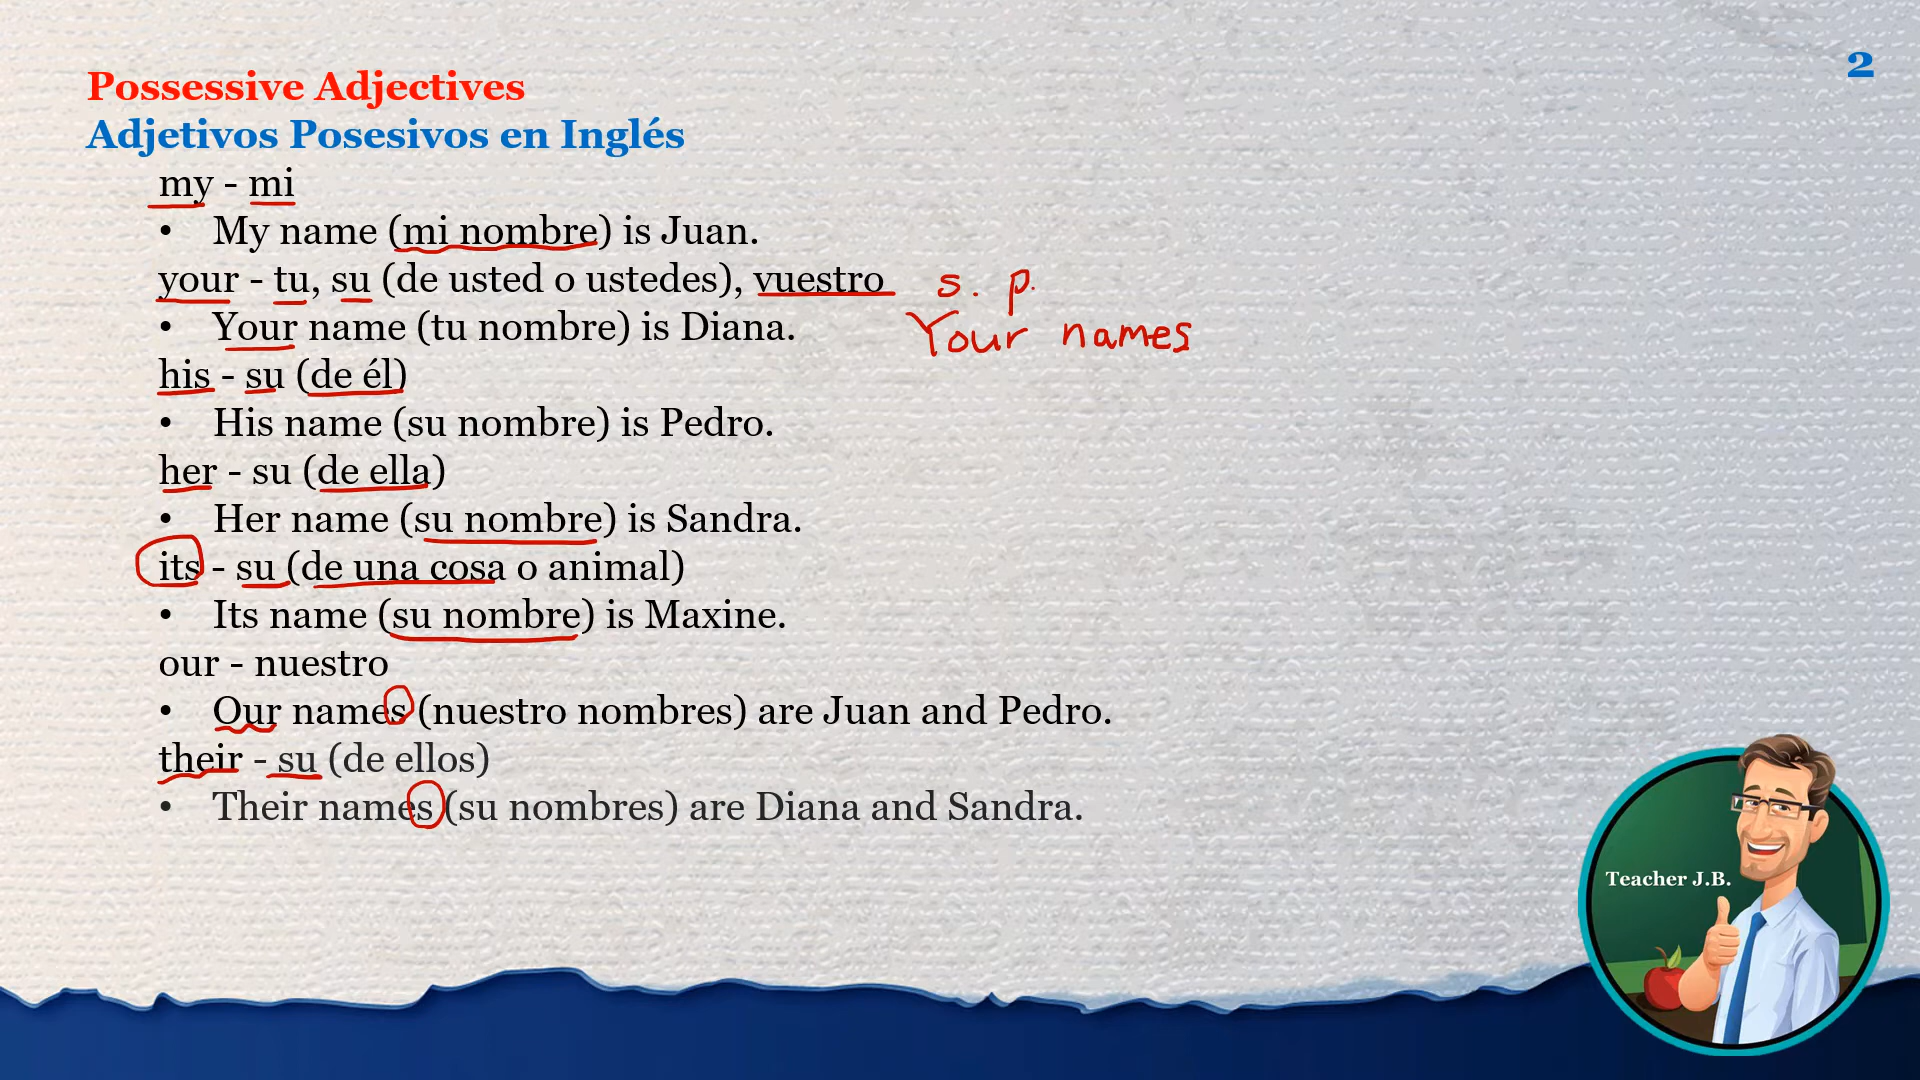 2
Possessive Adjectives
Adjetivos Posesivos en Inglés
my - mi
• My name (mi nombre) is Juan.
your - tu, su (de usted o ustedes), vuestro s. p.
• Your name (tu nombre) is Diana. Your names
his - su (de él)
• His name (su nombre) is Pedro.
her - su (de ella)
• Her name (su nombre) is Sandra.
its - su (de una cosa o animal)
• Its name (su nombre) is Maxine.
our - nuestro
• Our names (nuestro nombres) are Juan and Pedro.
their - su (de ellos)
• Their names (su nombres) are Diana and Sandra.
Teacher J.B.